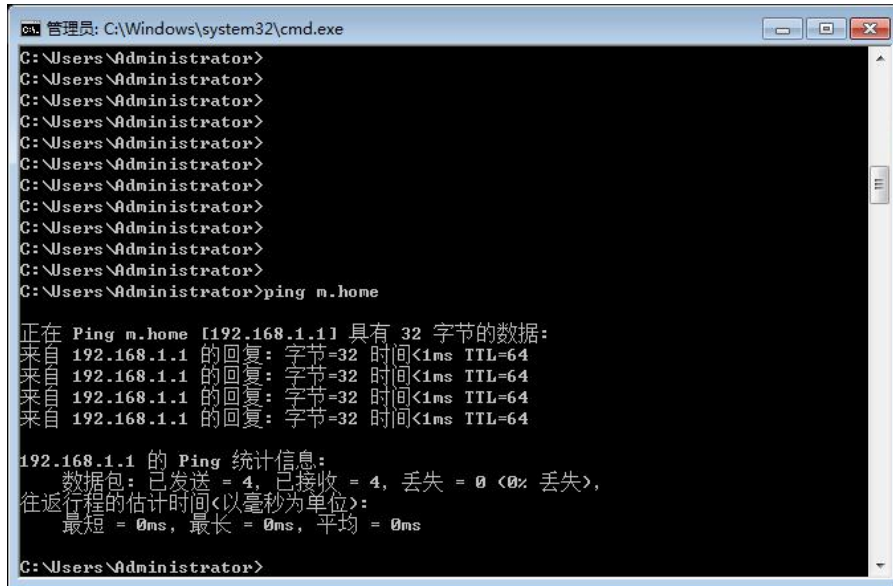 管理员: C:\Windows\system32\cmd.exe
C:\Users\Administrator>
C:\Users\Administrator>
C:\Users\Administrator>
C:\Users\Administrator>
C:\Users\Administrator>
C:\Users\Administrator>
C:\Users\Administrator>
C:\Users\Administrator>
C:\Users\Administrator>
C:\Users\Administrator>
C:\Users\Administrator>
C:\Users\Administrator>ping m.home
正在 Ping m.home [192.168.1.1] 具有 32 字节的数据:
来自 192.168.1.1 的回复: 字节=32 时间<1ms TTL=64
来自 192.168.1.1 的回复: 字节=32 时间<1ms TTL=64
来自 192.168.1.1 的回复: 字节=32 时间<1ms TTL=64
来自 192.168.1.1 的回复: 字节=32 时间<1ms TTL=64
192.168.1.1 的 Ping 统计信息:
数据包: 已发送 = 4, 已接收 = 4, 丢失 = 0 (0% 丢失),
往返行程的估计时间(以毫秒为单位):
最短 = 0ms, 最长 = 0ms, 平均 = 0ms
C:\Users\Administrator>